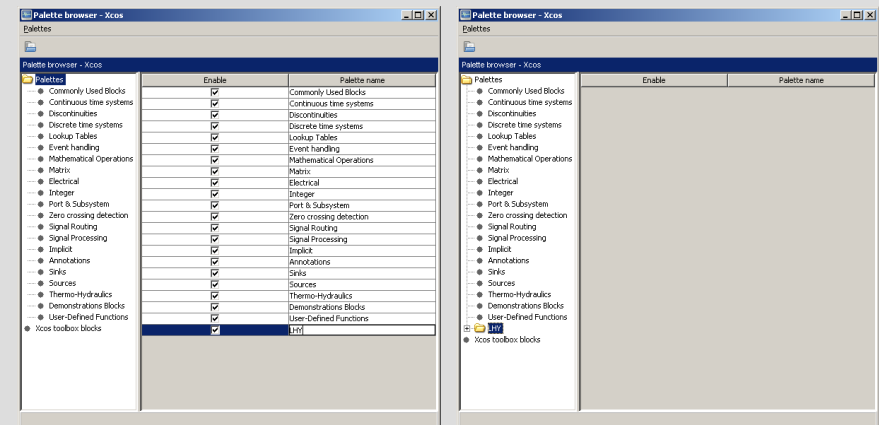 Palette browser - Xcos
Palettes
Palette browser - Xcos
Palettes
Commonly Used Blocks
Continuous time systems
Discontinuities
Discrete time systems
Lookup Tables
Event handling
Mathematical Operations
Matrix
Electrical
Integer
Port & Subsystem
Zero crossing detection
Signal Routing
Signal Processing
Implicit
Annotations
Sinks
Sources
Thermo-Hydraulics
Demonstrations Blocks
User-Defined Functions
Xcos toolbox blocks
Enable Palette name
Commonly Used Blocks
Continuous time systems
Discontinuities
Discrete time systems
Lookup Tables
Event handling
Mathematical Operations
Matrix
Electrical
Integer
Port & Subsystem
Zero crossing detection
Signal Routing
Signal Processing
Implicit
Annotations
Sinks
Sources
Thermo-Hydraulics
Demonstrations Blocks
User-Defined Functions
LHY
Palette browser - Xcos
Palettes
Palette browser - Xcos
Palettes
Commonly Used Blocks
Continuous time systems
Discontinuities
Discrete time systems
Lookup Tables
Event handling
Mathematical Operations
Matrix
Electrical
Integer
Port & Subsystem
Zero crossing detection
Signal Routing
Signal Processing
Implicit
Annotations
Sinks
Sources
Thermo-Hydraulics
Demonstrations Blocks
User-Defined Functions
LHY
Xcos toolbox blocks
Enable Palette name